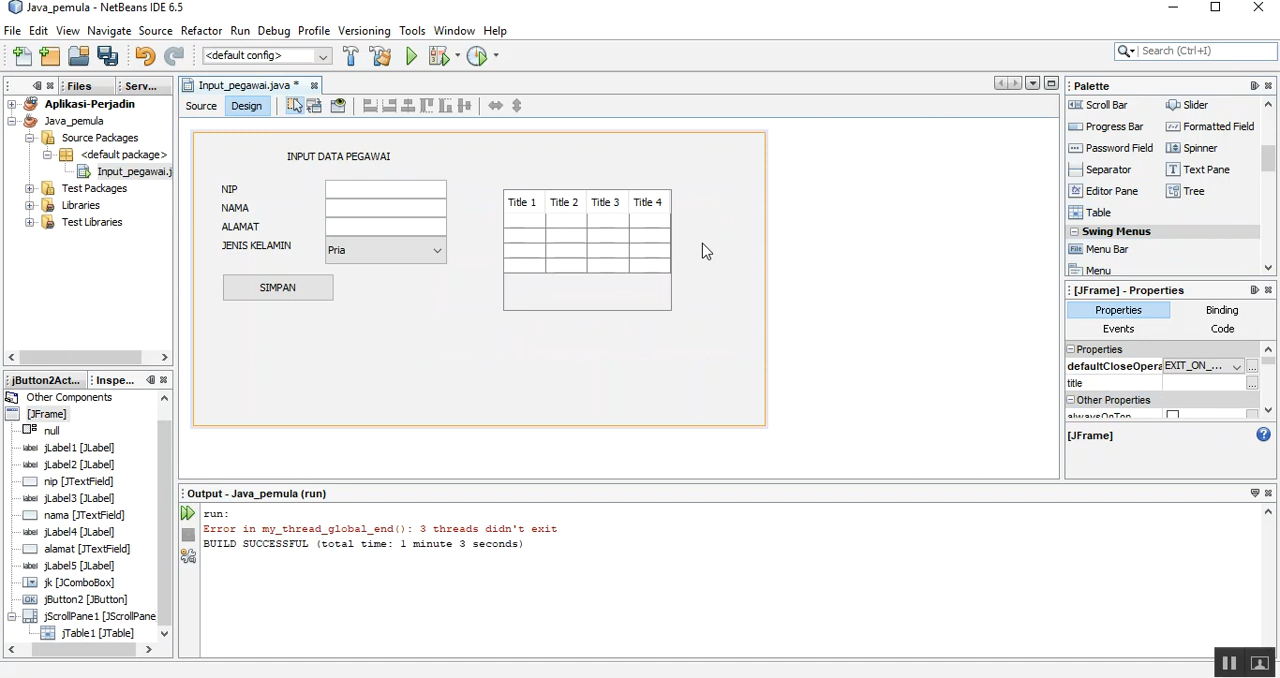 Java_pemula - NetBeans IDE 6.5
File Edit View Navigate Source Refactor Run Debug Profile Versioning Tools Window Help
<default config>
Search (Ctrl+I)
Files
Serv...
Aplikasi-Perjadin
Java_pemula
Source Packages
<default package>
Input_pegawai.j
Test Packages
Libraries
Test Libraries
Input_pegawai.java *
Source Design
INPUT DATA PEGAWAI
NIP
NAMA
ALAMAT
JENIS KELAMIN
Pria
SIMPAN
Title 1 Title 2 Title 3 Title 4
Palette
Scroll Bar Slider
Progress Bar Formatted Field
Password Field Spinner
Separator Text Pane
Editor Pane Tree
Table
Swing Menus
Menu Bar
Menu
[JFrame] - Properties
Properties Binding
Events Code
Properties
defaultCloseOpera EXIT_ON_... ...
title ...
Other Properties
alwaysOnTop
[JFrame]
jButton2Act...
Inspe...
Other Components
[JFrame]
null
label jLabel1 [JLabel]
label jLabel2 [JLabel]
nip [JTextField]
label jLabel3 [JLabel]
nama [JTextField]
label jLabel4 [JLabel]
alamat [JTextField]
label jLabel5 [JLabel]
jk [JComboBox]
OK jButton2 [JButton]
jScrollPane1 [JScrollPane
jTable1 [JTable]
Output - Java_pemula (run)
run:
Error in my_thread_global_end(): 3 threads didn't exit
BUILD SUCCESSFUL (total time: 1 minute 3 seconds)